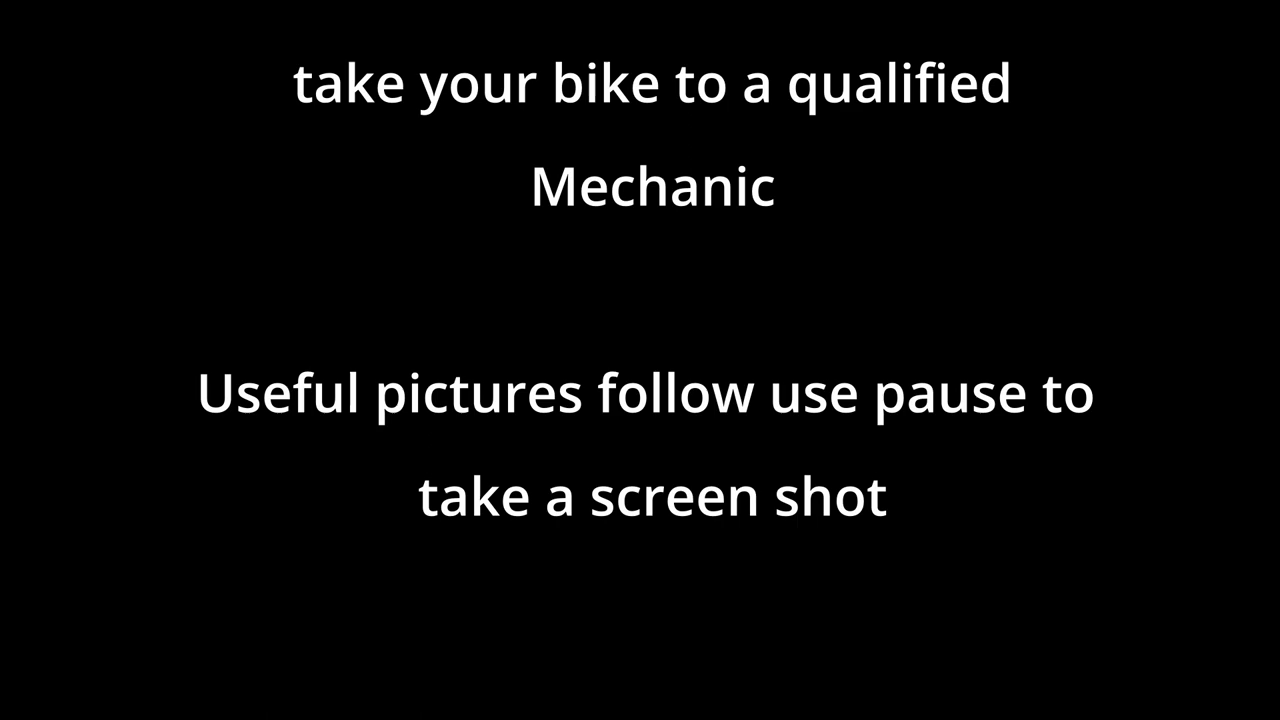 take your bike to a qualified
Mechanic
Useful pictures follow use pause to
take a screen shot